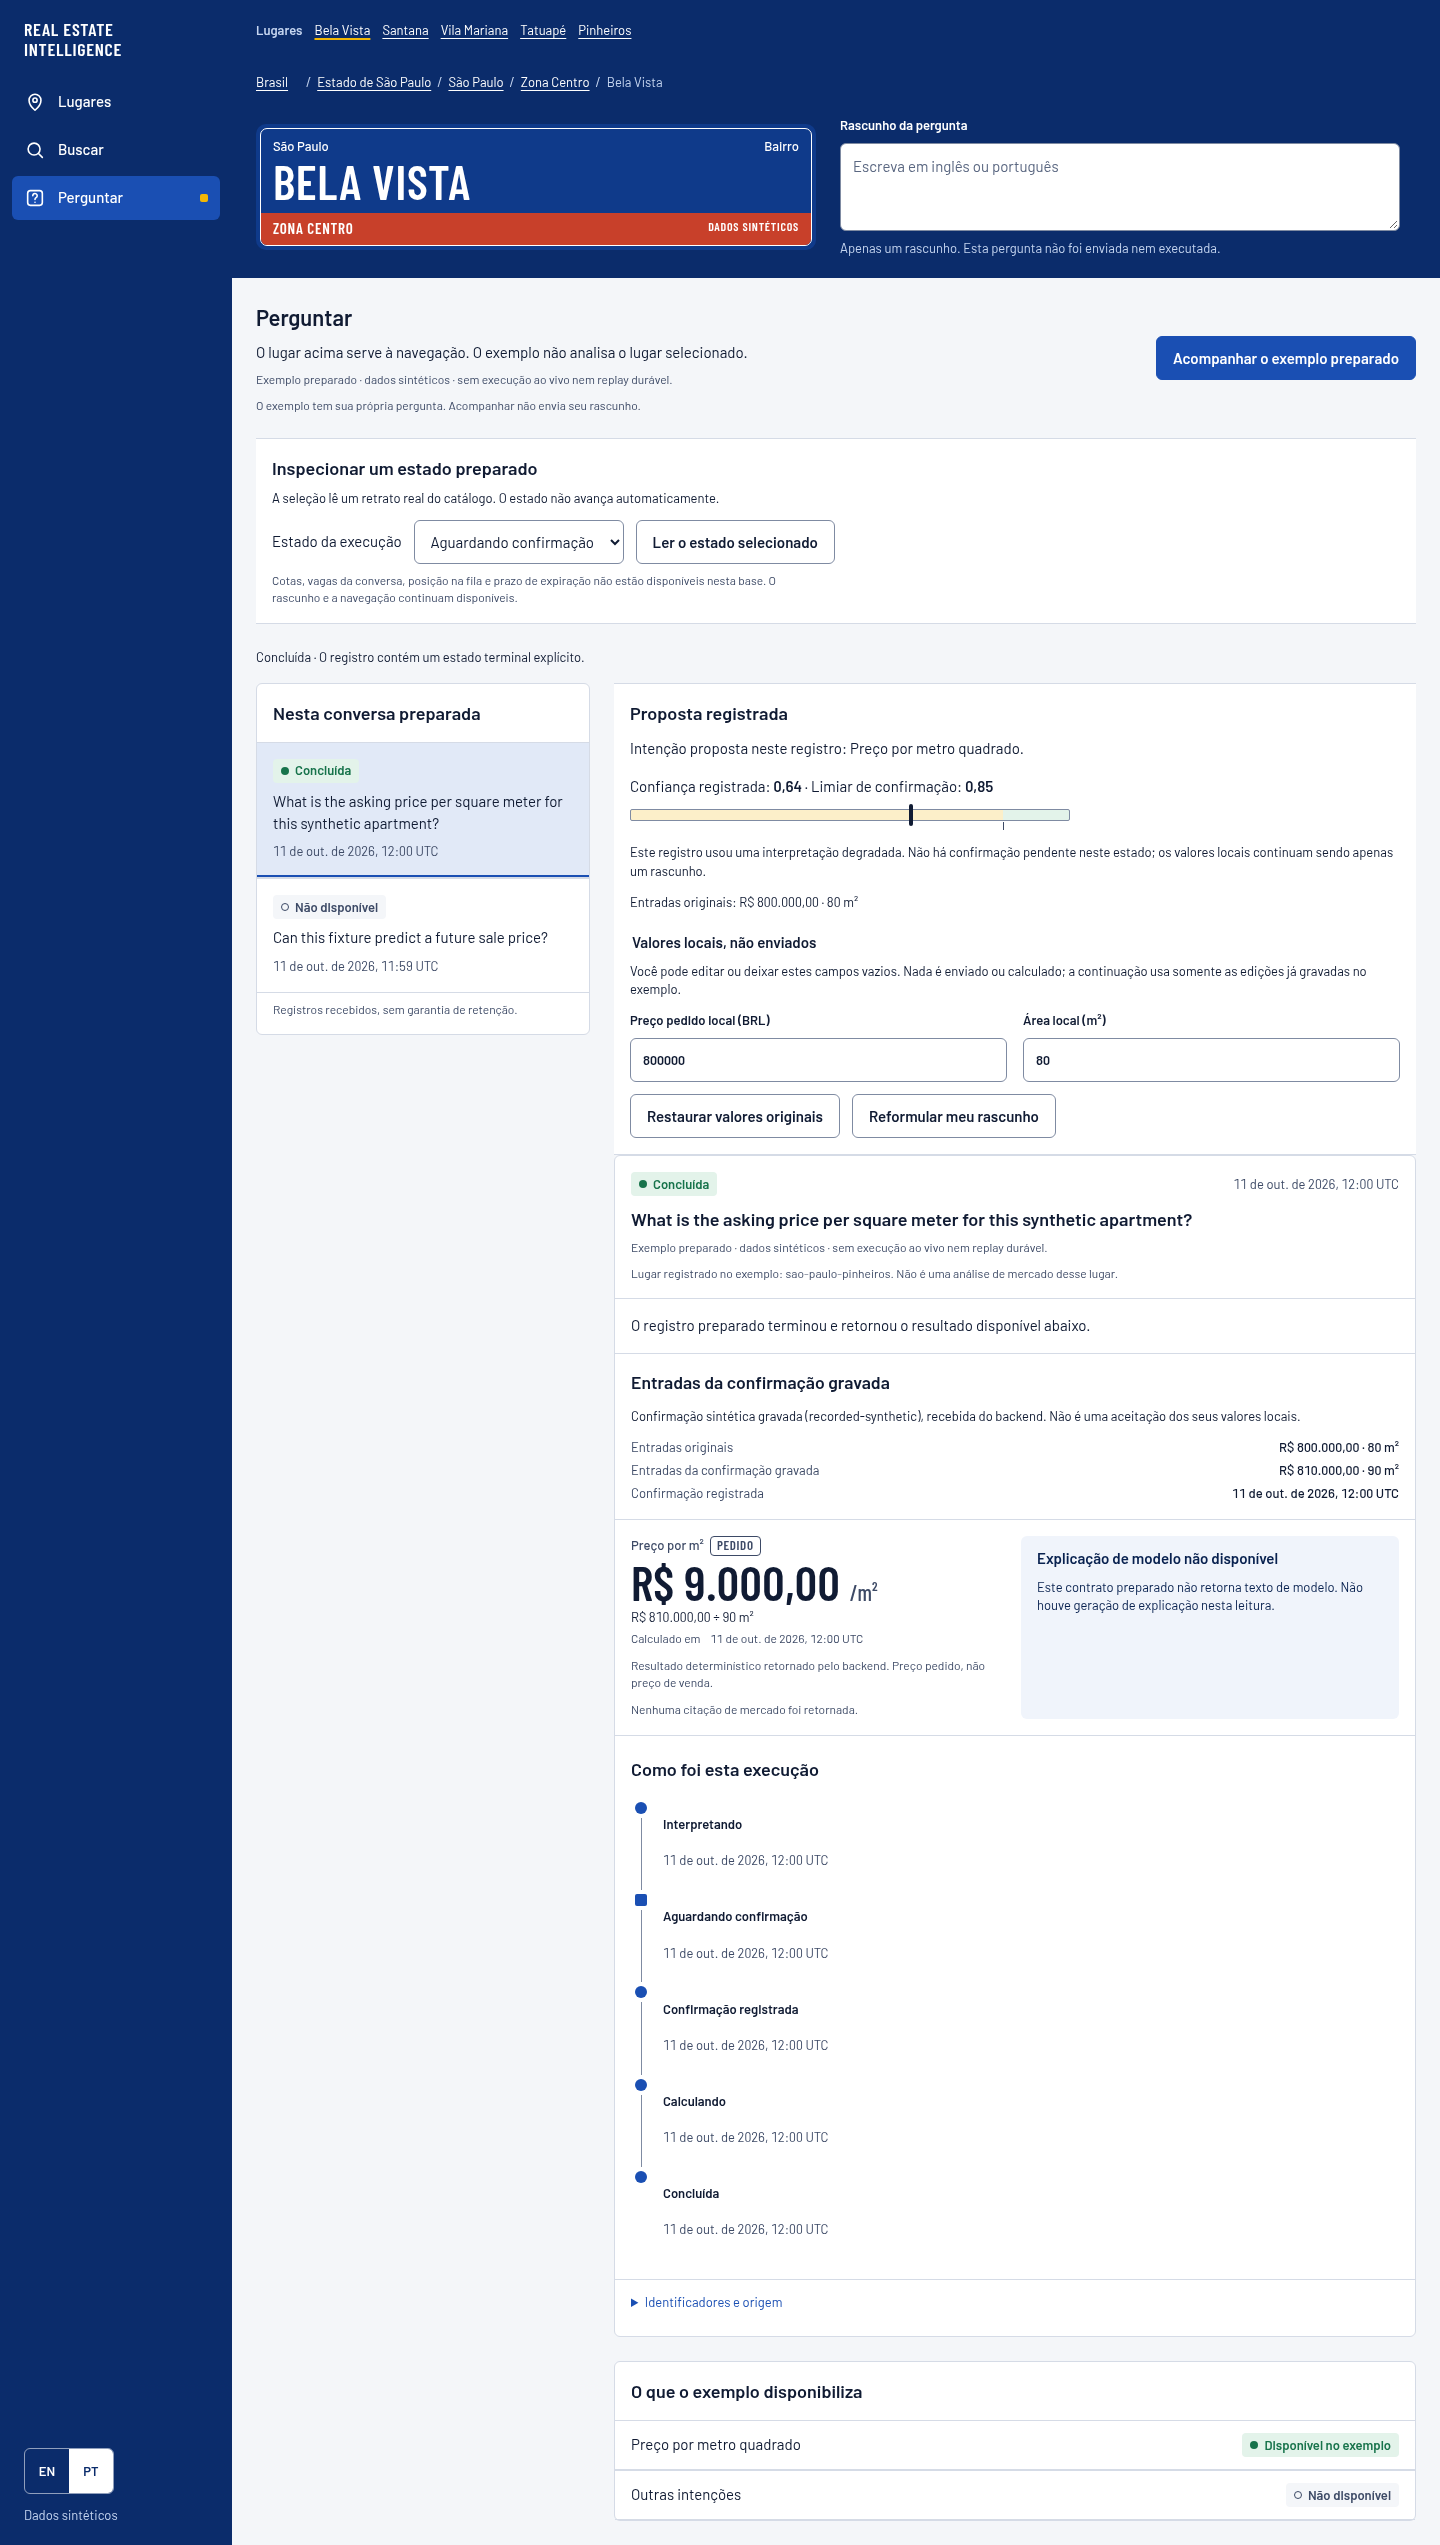 REAL ESTATE
INTELLIGENCE
Lugares
Buscar
Perguntar
Lugares Bela Vista Santana Vila Mariana Tatuapé Pinheiros
Brasil / Estado de São Paulo / São Paulo / Zona Centro / Bela Vista
São Paulo Bairro
BELA VISTA
ZONA CENTRO DADOS SINTÉTICOS
Rascunho da pergunta
Escreva em inglês ou português
Apenas um rascunho. Esta pergunta não foi enviada nem executada.
Perguntar
O lugar acima serve à navegação. O exemplo não analisa o lugar selecionado.
Exemplo preparado · dados sintéticos · sem execução ao vivo nem replay durável.
O exemplo tem sua própria pergunta. Acompanhar não envia seu rascunho.
Acompanhar o exemplo preparado
Inspecionar um estado preparado
A seleção lê um retrato real do catálogo. O estado não avança automaticamente.
Estado da execução Aguardando confirmação Ler o estado selecionado
Cotas, vagas da conversa, posição na fila e prazo de expiração não estão disponíveis nesta base. O
rascunho e a navegação continuam disponíveis.
Concluída · O registro contém um estado terminal explícito.
Nesta conversa preparada
Concluída
What is the asking price per square meter for
this synthetic apartment?
11 de out. de 2026, 12:00 UTC
Não disponível
Can this fixture predict a future sale price?
11 de out. de 2026, 11:59 UTC
Registros recebidos, sem garantia de retenção.
Proposta registrada
Intenção proposta neste registro: Preço por metro quadrado.
Confiança registrada: 0,64 · Limiar de confirmação: 0,85
Este registro usou uma interpretação degradada. Não há confirmação pendente neste estado; os valores locais continuam sendo apenas
um rascunho.
Entradas originais: R$ 800.000,00 · 80 m²
Valores locais, não enviados
Você pode editar ou deixar estes campos vazios. Nada é enviado ou calculado; a continuação usa somente as edições já gravadas no
exemplo.
Preço pedido local (BRL) Área local (m²)
800000 80
Restaurar valores originais Reformular meu rascunho
Concluída 11 de out. de 2026, 12:00 UTC
What is the asking price per square meter for this synthetic apartment?
Exemplo preparado · dados sintéticos · sem execução ao vivo nem replay durável.
Lugar registrado no exemplo: sao-paulo-pinheiros. Não é uma análise de mercado desse lugar.
O registro preparado terminou e retornou o resultado disponível abaixo.
Entradas da confirmação gravada
Confirmação sintética gravada (recorded-synthetic), recebida do backend. Não é uma aceitação dos seus valores locais.
Entradas originais R$ 800.000,00 · 80 m²
Entradas da confirmação gravada R$ 810.000,00 · 90 m²
Confirmação registrada 11 de out. de 2026, 12:00 UTC
Preço por m² PEDIDO
R$ 9.000,00 /m²
R$ 810.000,00 ÷ 90 m²
Calculado em 11 de out. de 2026, 12:00 UTC
Resultado determinístico retornado pelo backend. Preço pedido, não
preço de venda.
Nenhuma citação de mercado foi retornada.
Explicação de modelo não disponível
Este contrato preparado não retorna texto de modelo. Não
houve geração de explicação nesta leitura.
Como foi esta execução
Interpretando
11 de out. de 2026, 12:00 UTC
Aguardando confirmação
11 de out. de 2026, 12:00 UTC
Confirmação registrada
11 de out. de 2026, 12:00 UTC
Calculando
11 de out. de 2026, 12:00 UTC
Concluída
11 de out. de 2026, 12:00 UTC
Identificadores e origem
O que o exemplo disponibiliza
Preço por metro quadrado Disponível no exemplo
Outras intenções Não disponível
EN PT
Dados sintéticos